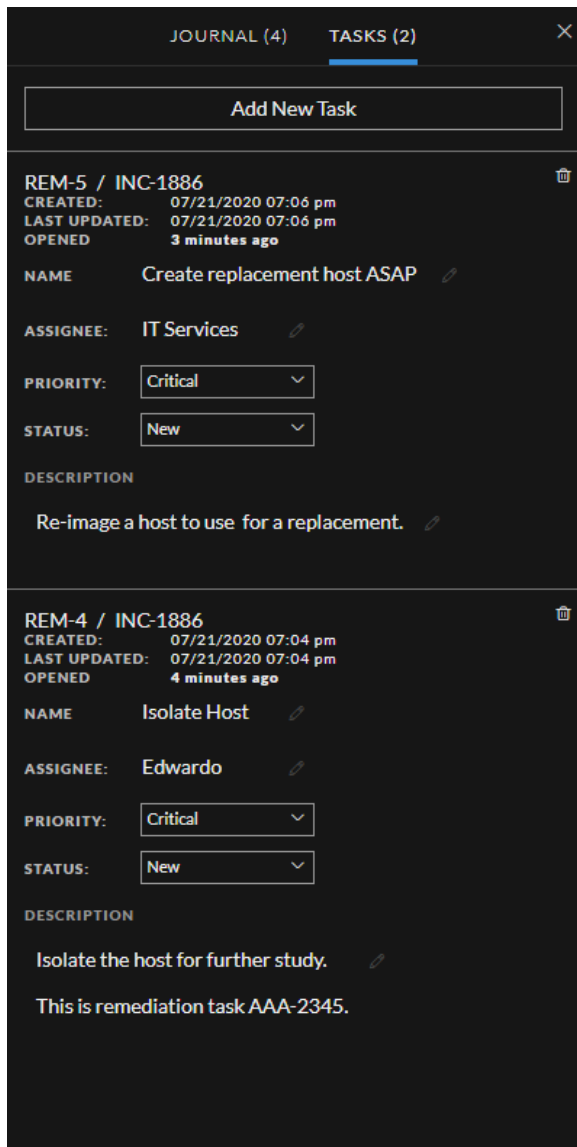 JOURNAL (4) TASKS (2)
Add New Task
REM-5 / INC-1886
CREATED: 07/21/2020 07:06 pm
LAST UPDATED: 07/21/2020 07:06 pm
OPENED 3 minutes ago
NAME Create replacement host ASAP
ASSIGNEE: IT Services
PRIORITY: Critical
STATUS: New
DESCRIPTION
Re-image a host to use for a replacement.
REM-4 / INC-1886
CREATED: 07/21/2020 07:04 pm
LAST UPDATED: 07/21/2020 07:04 pm
OPENED 4 minutes ago
NAME Isolate Host
ASSIGNEE: Edwardo
PRIORITY: Critical
STATUS: New
DESCRIPTION
Isolate the host for further study.
This is remediation task AAA-2345.